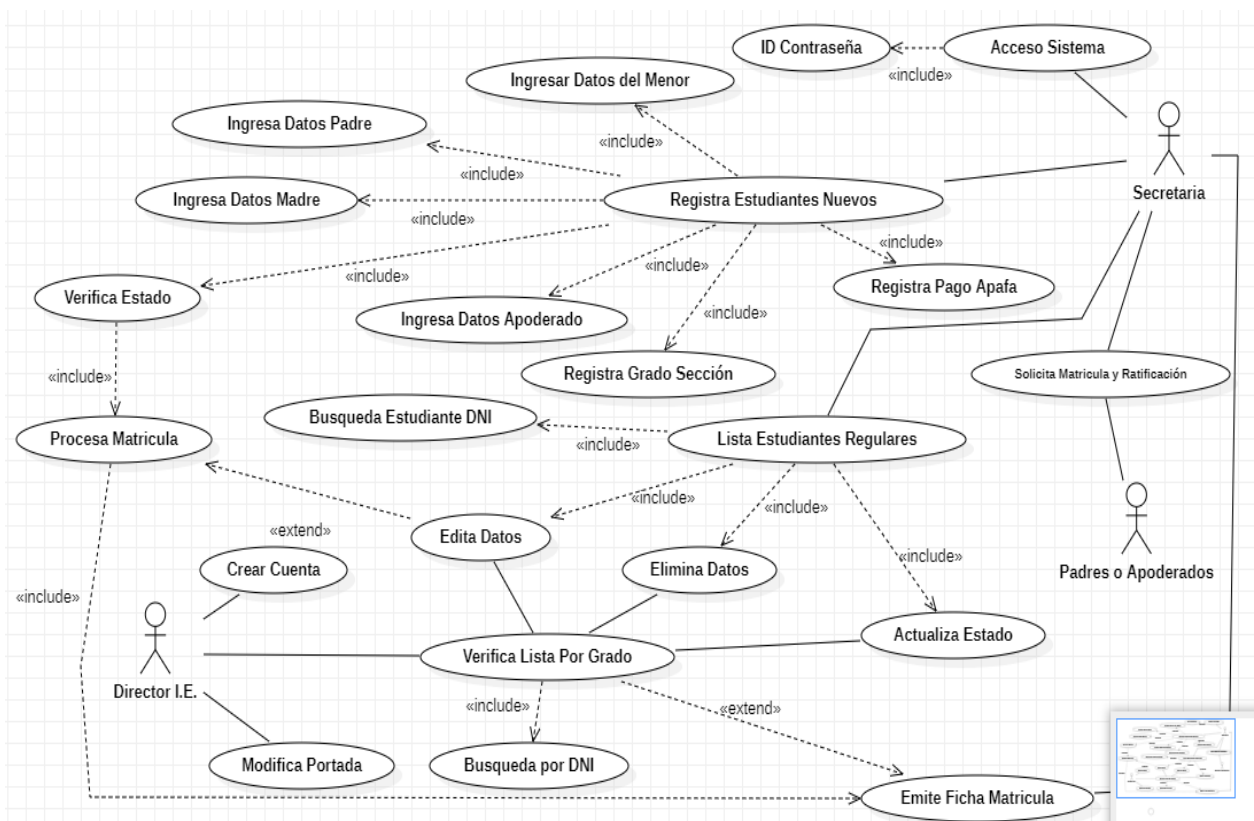 ID Contraseña
Acceso Sistema
«include»
Ingresar Datos del Menor
Ingresa Datos Padre
«include»
«include»
Ingresa Datos Madre
Registra Estudiantes Nuevos
Secretaria
«include»
«include»
«include»
«include»
Verifica Estado
Registra Pago Apafa
Ingresa Datos Apoderado
«include»
«include»
Registra Grado Sección
Solicita Matricula y Ratificación
Busqueda Estudiante DNI
Procesa Matricula
Lista Estudiantes Regulares
«include»
«include»
«include»
«extend»
Edita Datos
«include»
Crear Cuenta
Elimina Datos
Padres o Apoderados
«include»
Actualiza Estado
Verifica Lista Por Grado
Director I.E.
«include»
«extend»
Modifica Portada
Busqueda por DNI
Emite Ficha Matricula